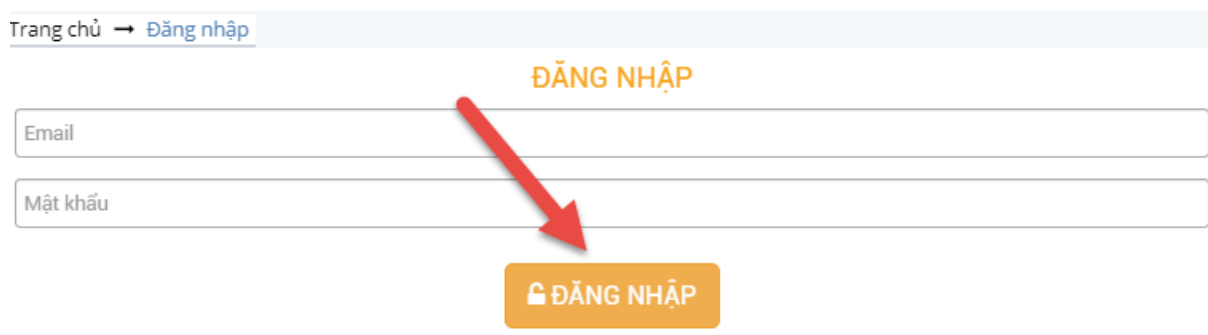 Trang chủ → Đăng nhập
ĐĂNG NHẬP
Email
Mật khẩu
ĐĂNG NHẬP